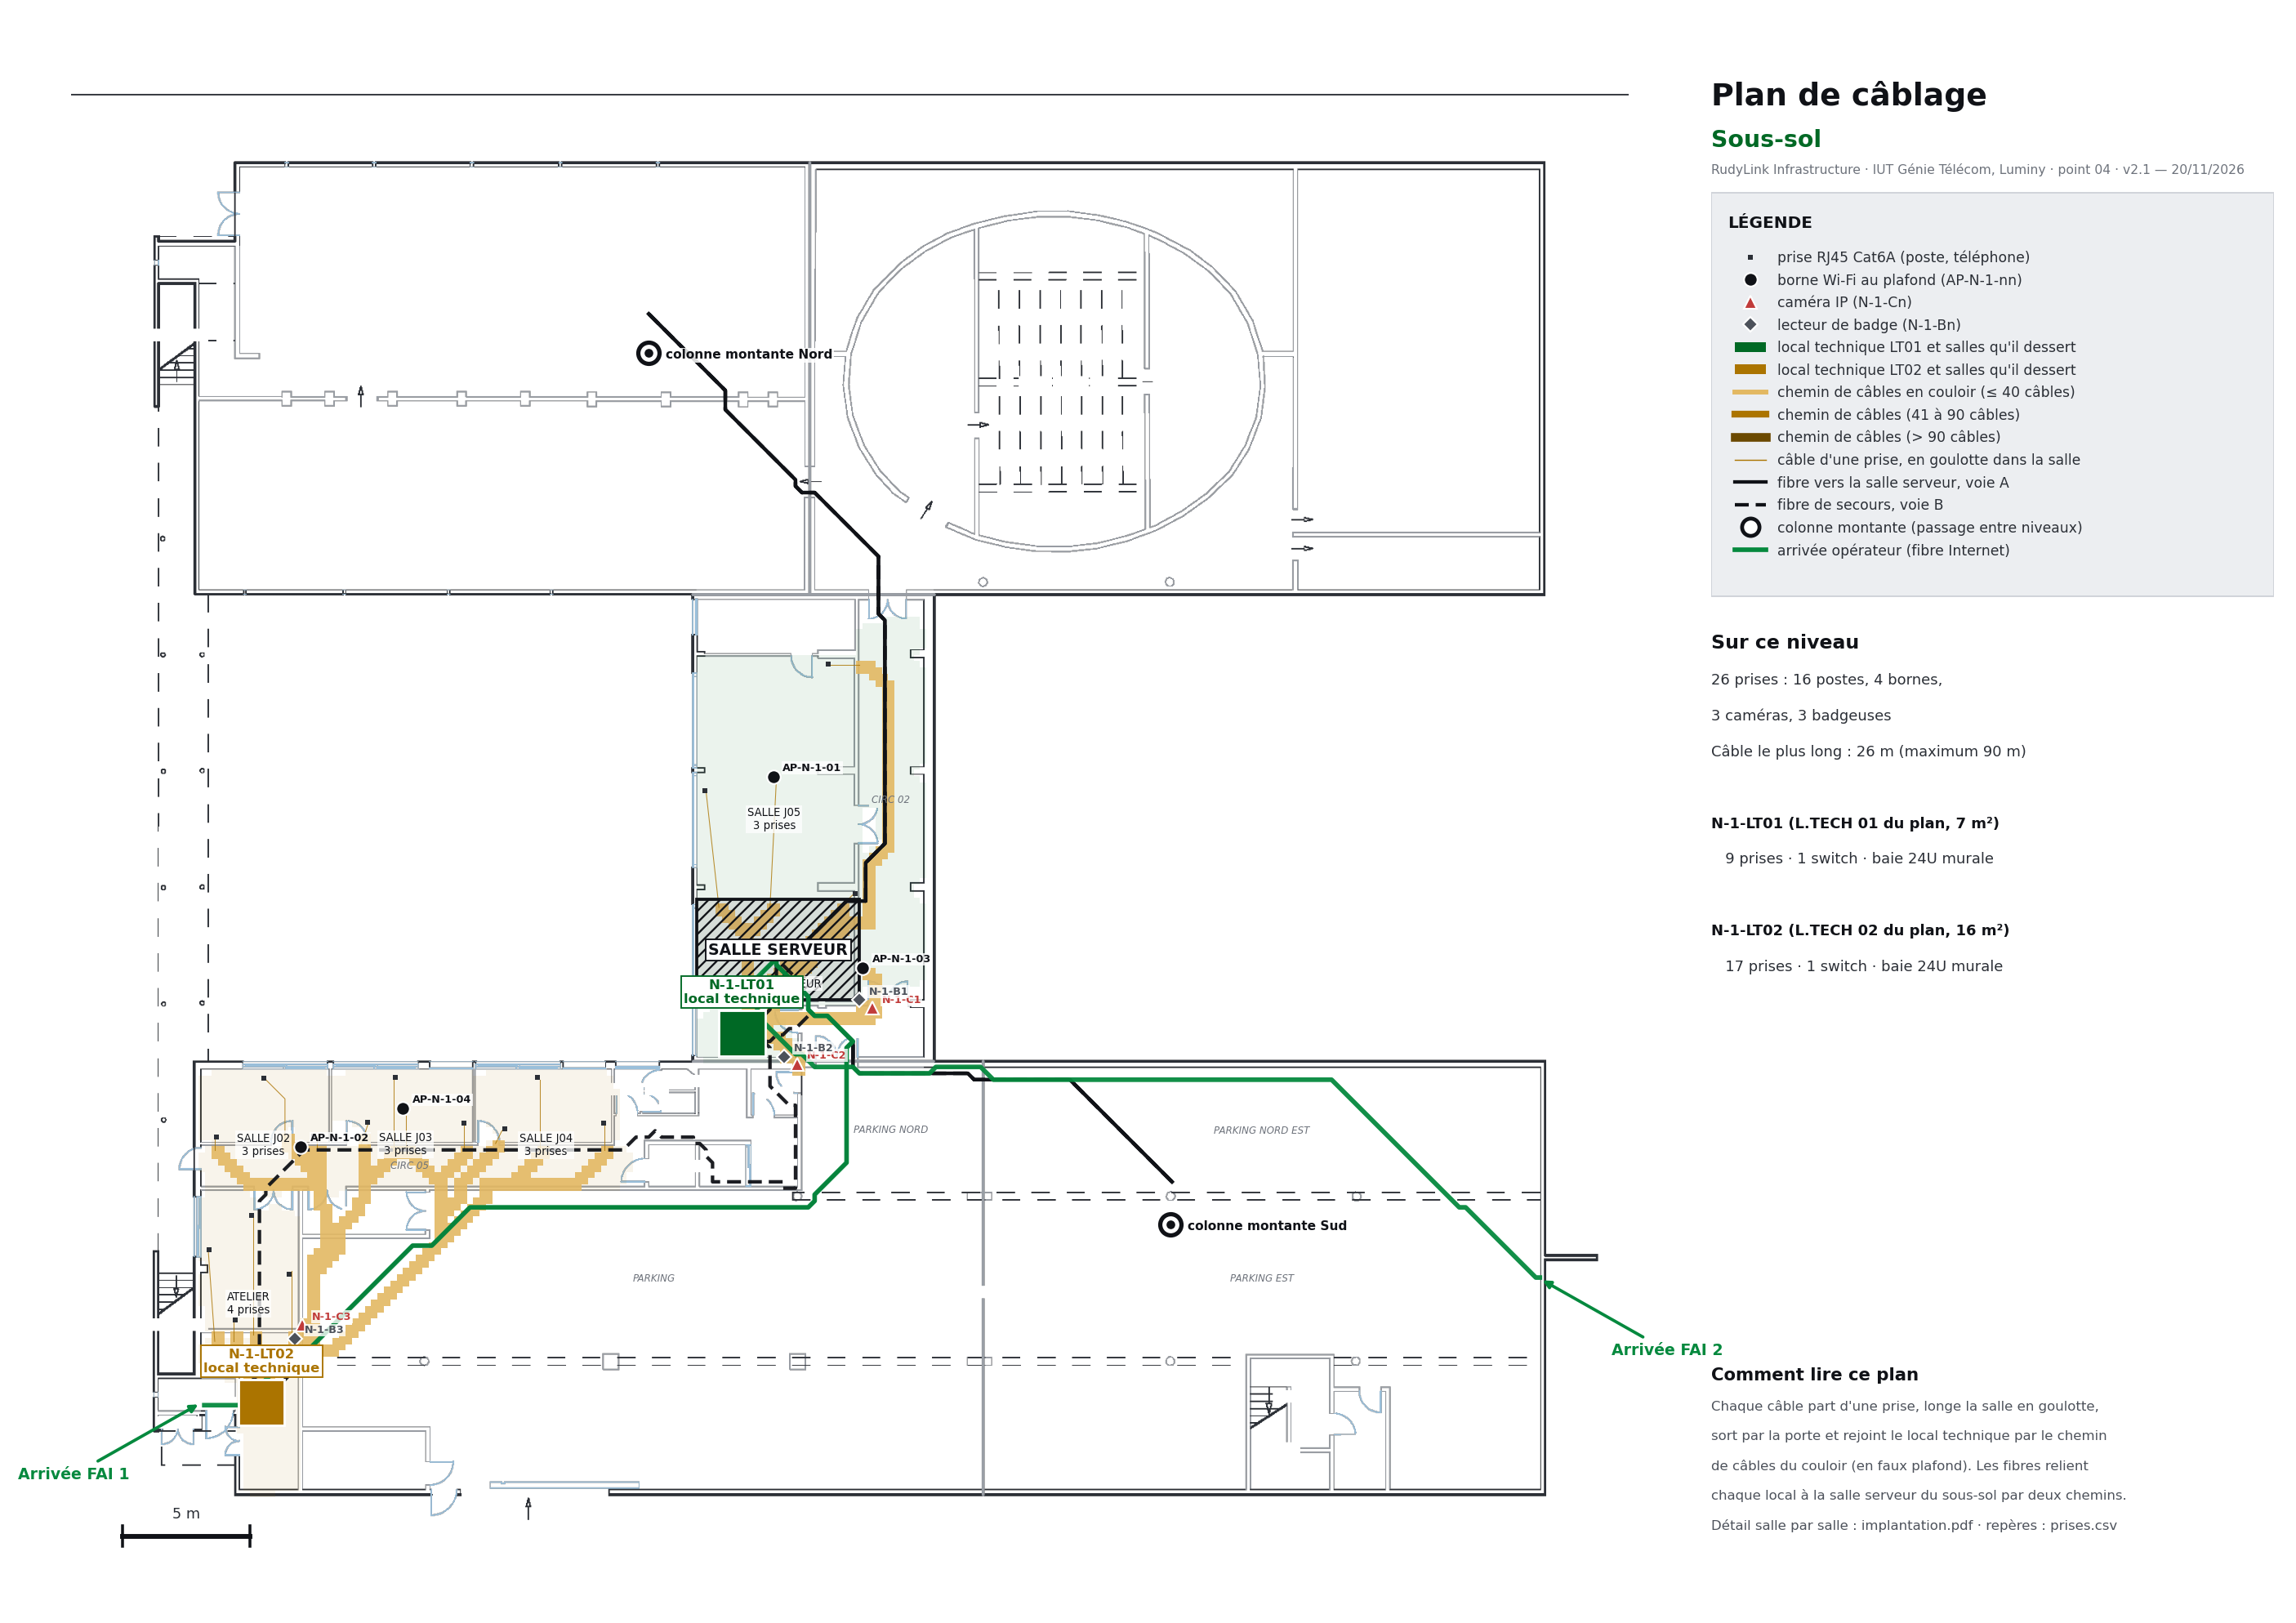 Plan de câblage
Sous-sol
RudyLink Infrastructure · IUT Génie Télécom, Luminy · point 04 · v2.1 — 20/11/2026
LÉGENDE
prise RJ45 Cat6A (poste, téléphone)
borne Wi-Fi au plafond (AP-N-1-nn)
caméra IP (N-1-Cn)
lecteur de badge (N-1-Bn)
local technique LT01 et salles qu'il dessert
local technique LT02 et salles qu'il dessert
chemin de câbles en couloir (≤ 40 câbles)
chemin de câbles (41 à 90 câbles)
chemin de câbles (> 90 câbles)
câble d'une prise, en goulotte dans la salle
fibre vers la salle serveur, voie A
fibre de secours, voie B
colonne montante (passage entre niveaux)
arrivée opérateur (fibre Internet)
Sur ce niveau
26 prises : 16 postes, 4 bornes,
3 caméras, 3 badgeuses
Câble le plus long : 26 m (maximum 90 m)
N-1-LT01 (L.TECH 01 du plan, 7 m²)
9 prises · 1 switch · baie 24U murale
N-1-LT02 (L.TECH 02 du plan, 16 m²)
17 prises · 1 switch · baie 24U murale
Comment lire ce plan
Chaque câble part d'une prise, longe la salle en goulotte,
sort par la porte et rejoint le local technique par le chemin
de câbles du couloir (en faux plafond). Les fibres relient
chaque local à la salle serveur du sous-sol par deux chemins.
Détail salle par salle : implantation.pdf · repères : prises.csv
colonne montante Nord
AP-N-1-01
CIRC 02
SALLE J05
3 prises
SALLE SERVEUR
AP-N-1-03
N-1-LT01
local technique
N-1-B1
N-1-C1
N-1-B2
N-1-C2
AP-N-1-04
SALLE J02
3 prises
AP-N-1-02
SALLE J03
3 prises
SALLE J04
3 prises
CIRC 05
PARKING NORD
PARKING NORD EST
colonne montante Sud
PARKING
PARKING EST
ATELIER
4 prises
N-1-C3
N-1-B3
N-1-LT02
local technique
Arrivée FAI 2
Arrivée FAI 1
5 m